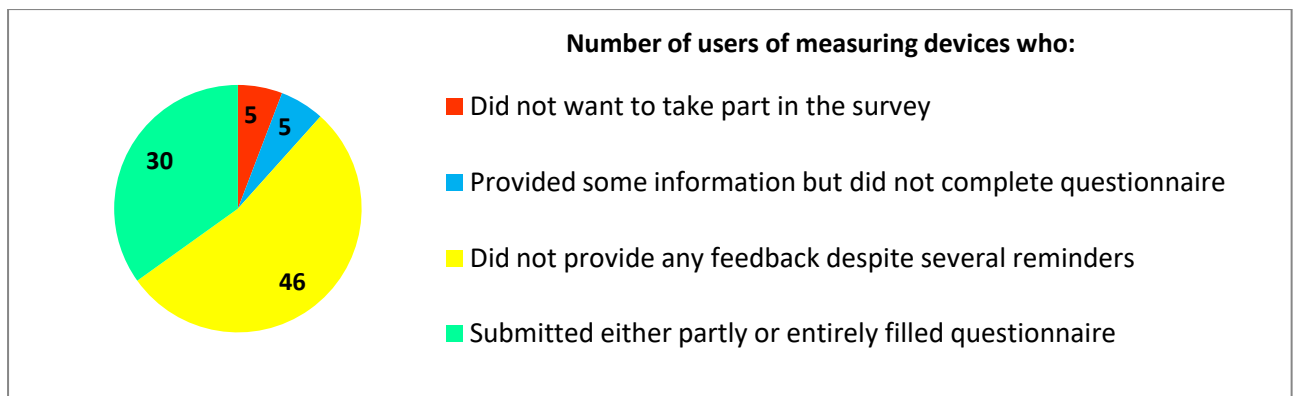 Number of users of measuring devices who:
5
5
30
46
Did not want to take part in the survey
Provided some information but did not complete questionnaire
Did not provide any feedback despite several reminders
Submitted either partly or entirely filled questionnaire